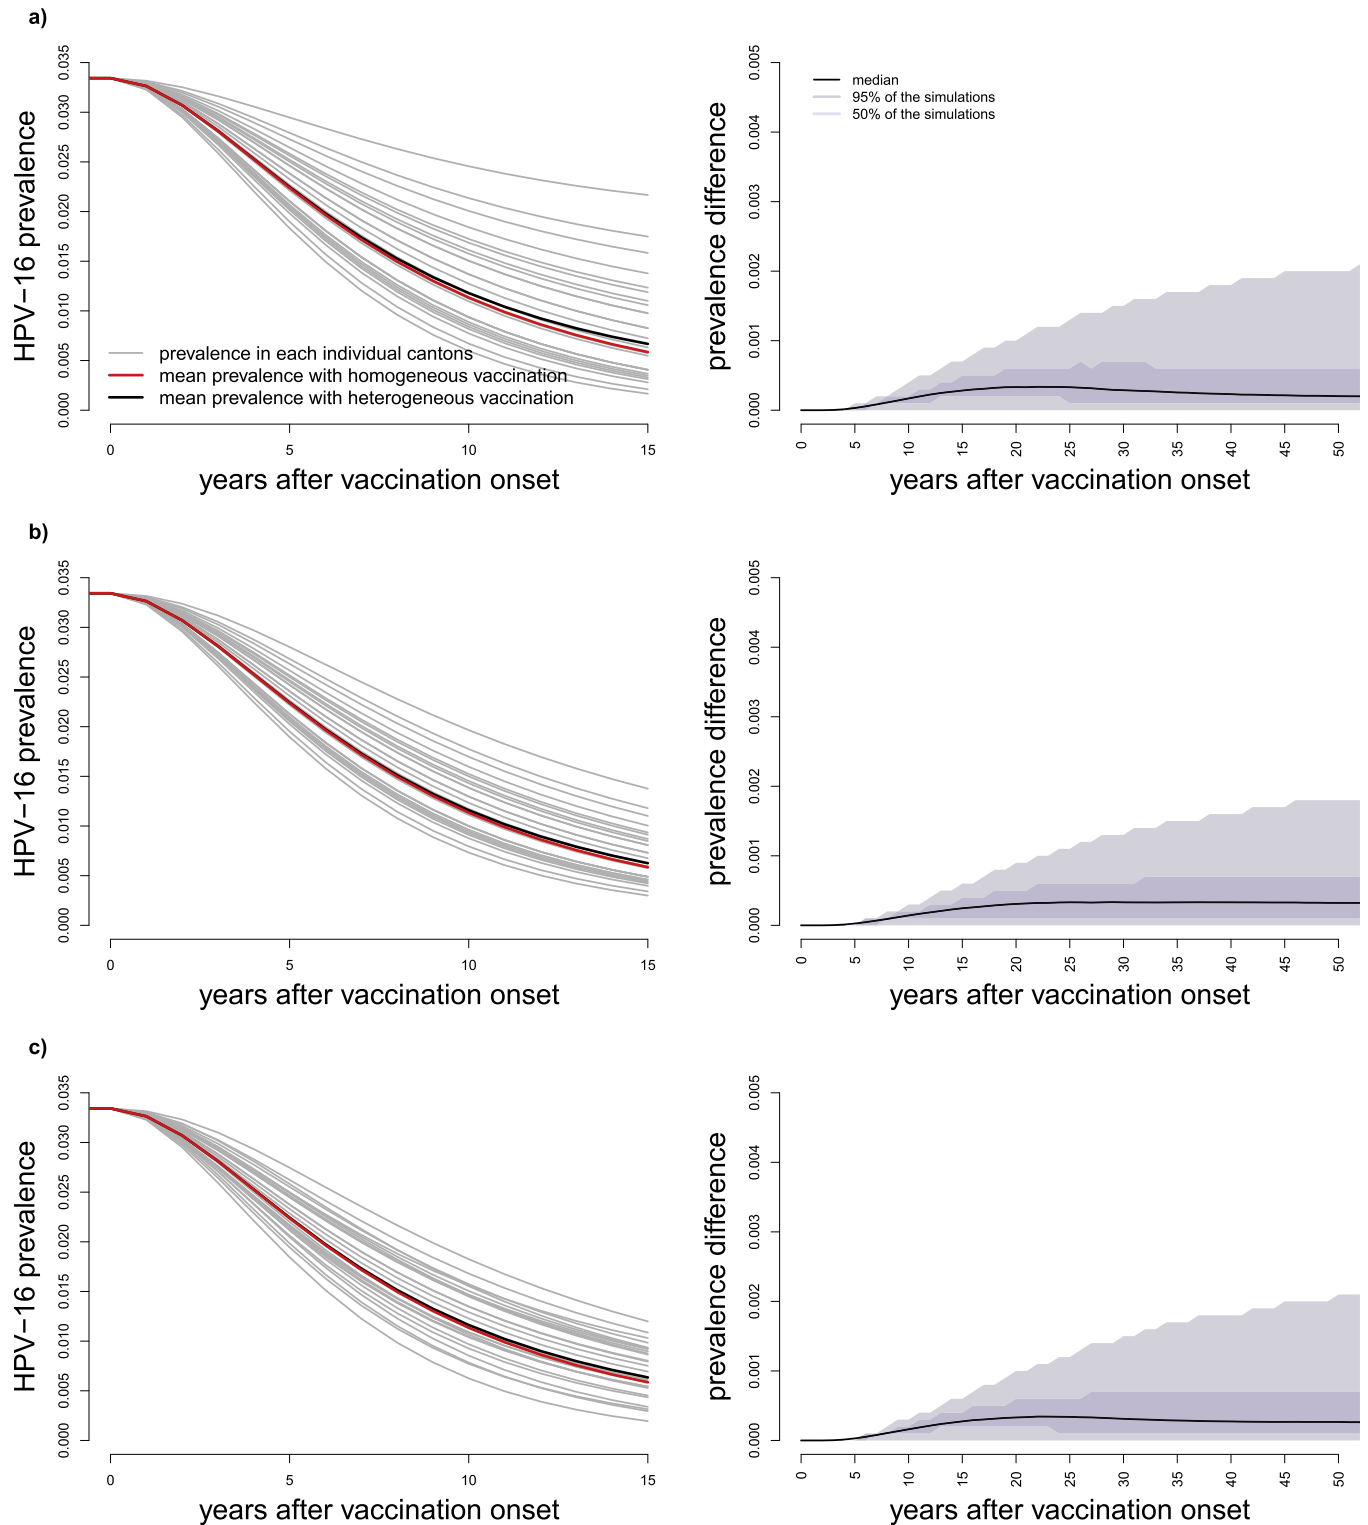 a)
HPV−16 prevalence
0.035
0.030
0.025
0.020
0.015
0.010
0.005
0.000
prevalence in each individual cantons
mean prevalence with homogeneous vaccination
mean prevalence with heterogeneous vaccination
0 5 10 15
years after vaccination onset
prevalence difference
0.005
0.004
0.003
0.002
0.001
0.000
median
95% of the simulations
50% of the simulations
0 5 10 15 20 25 30 35 40 45 50
years after vaccination onset
b)
HPV−16 prevalence
0.035
0.030
0.025
0.020
0.015
0.010
0.005
0.000
0 5 10 15
years after vaccination onset
prevalence difference
0.005
0.004
0.003
0.002
0.001
0.000
0 5 10 15 20 25 30 35 40 45 50
years after vaccination onset
c)
HPV−16 prevalence
0.035
0.030
0.025
0.020
0.015
0.010
0.005
0.000
0 5 10 15
years after vaccination onset
prevalence difference
0.005
0.004
0.003
0.002
0.001
0.000
0 5 10 15 20 25 30 35 40 45 50
years after vaccination onset